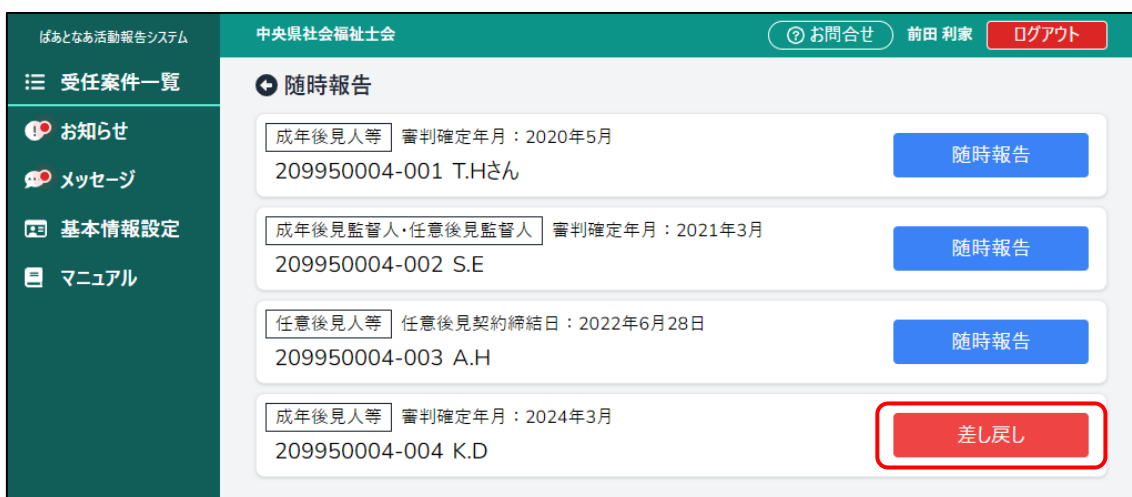 ぱあとなあ活動報告システム
中央県社会福祉士会
お問合せ
前田 利家
ログアウト
受任案件一覧
お知らせ
メッセージ
基本情報設定
マニュアル
随時報告
成年後見人等 審判確定年月：2020年5月
209950004-001 T.Hさん
随時報告
成年後見監督人・任意後見監督人 審判確定年月：2021年3月
209950004-002 S.E
随時報告
任意後見人等 任意後見契約締結日：2022年6月28日
209950004-003 A.H
随時報告
成年後見人等 審判確定年月：2024年3月
209950004-004 K.D
差し戻し